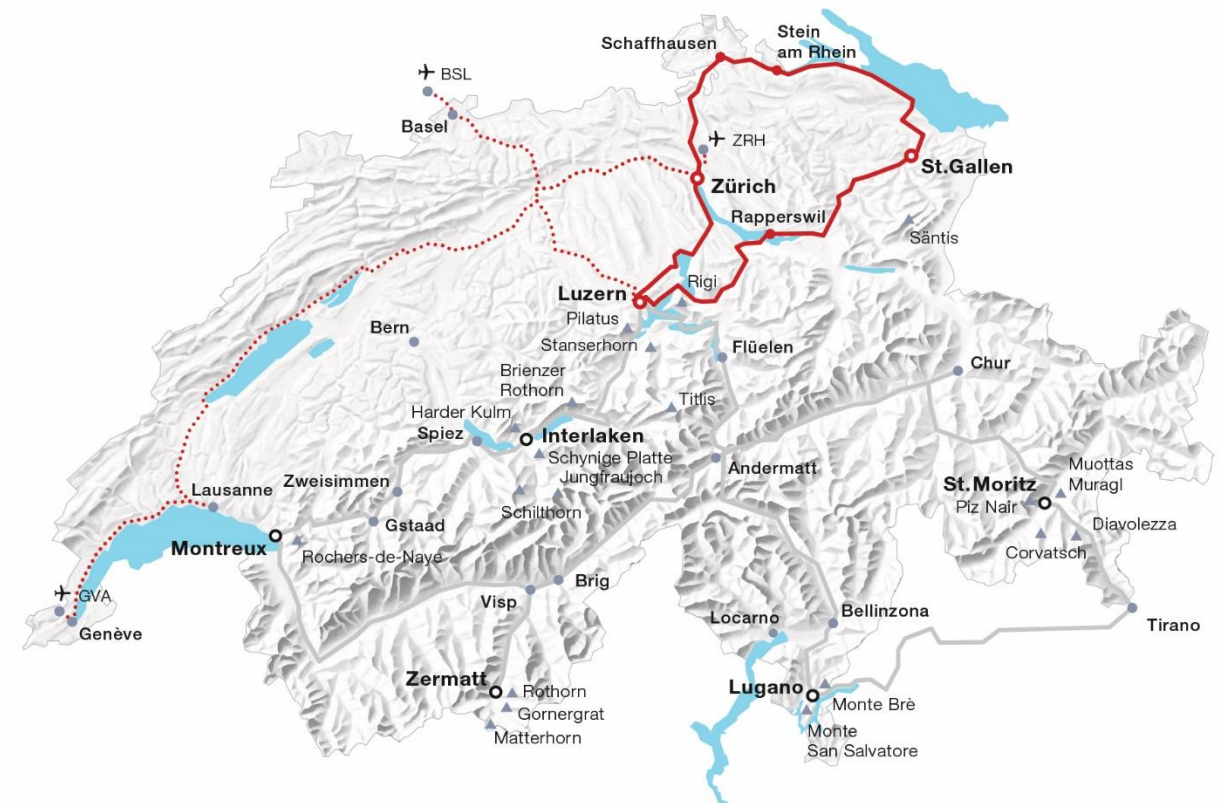 Schaffhausen
Stein
am Rhein
BSL
Basel
ZRH
Zürich
St.Gallen
Rapperswil
Säntis
Luzern
Rigi
Pilatus
Stanserhorn
Bern
Flüelen
Chur
Brienzer
Rothorn
Titlis
Harder Kulm
Spiez
Interlaken
Schynige Platte
Jungfraujoch
Andermatt
Zweisimmen
Schilthorn
Muottas
Muragl
St.Moritz
Piz Nair
Diavolezza
Corvatsch
Lausanne
Gstaad
Montreux
Rochers-de-Naye
GVA
Genève
Visp
Brig
Locarno
Bellinzona
Tirano
Zermatt
Rothorn
Gornergrat
Matterhorn
Lugano
Monte Brè
Monte
San Salvatore